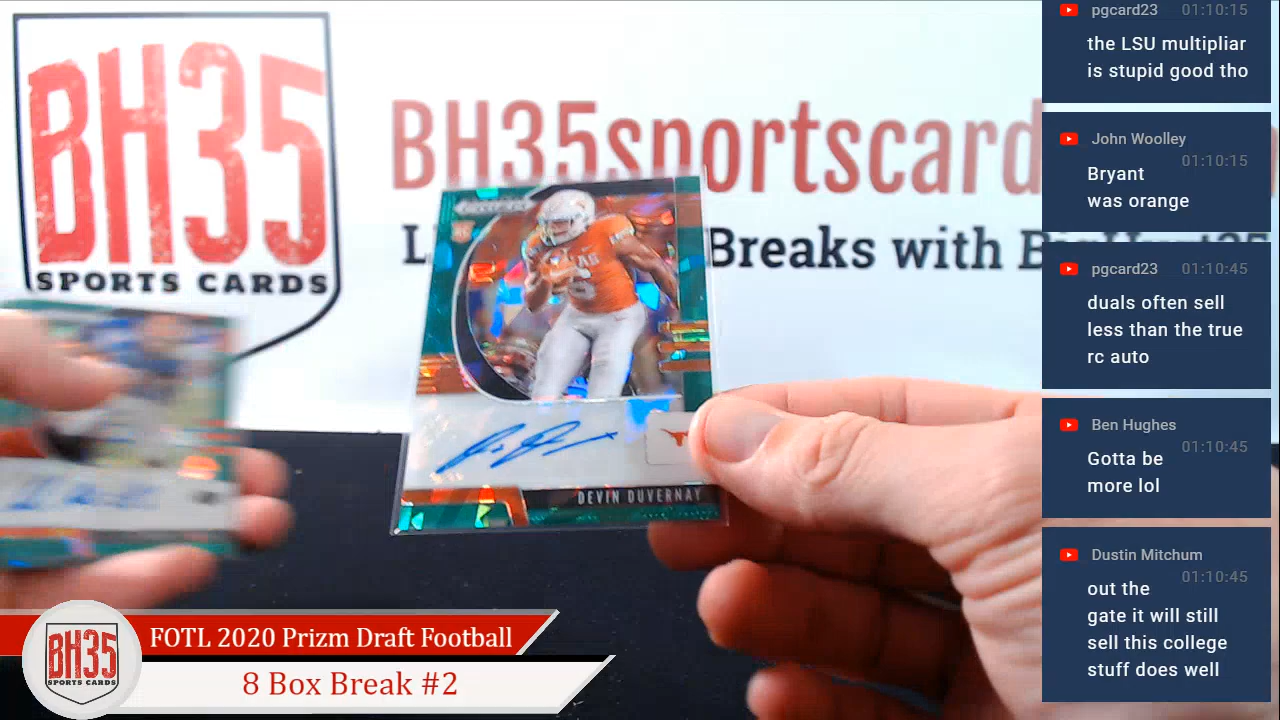 BH35
SPORTS CARDS
BH35sportscard
Breaks with
DEVIN DUVERNAY
FOTL 2020 Prizm Draft Football
8 Box Break #2
BH35
SPORTS CARDS
pgcard23 01:10:15
the LSU multipliar
is stupid good tho
John Woolley
01:10:15
Bryant
was orange
pgcard23 01:10:45
duals often sell
less than the true
rc auto
Ben Hughes
01:10:45
Gotta be
more lol
Dustin Mitchum
01:10:45
out the
gate it will still
sell this college
stuff does well